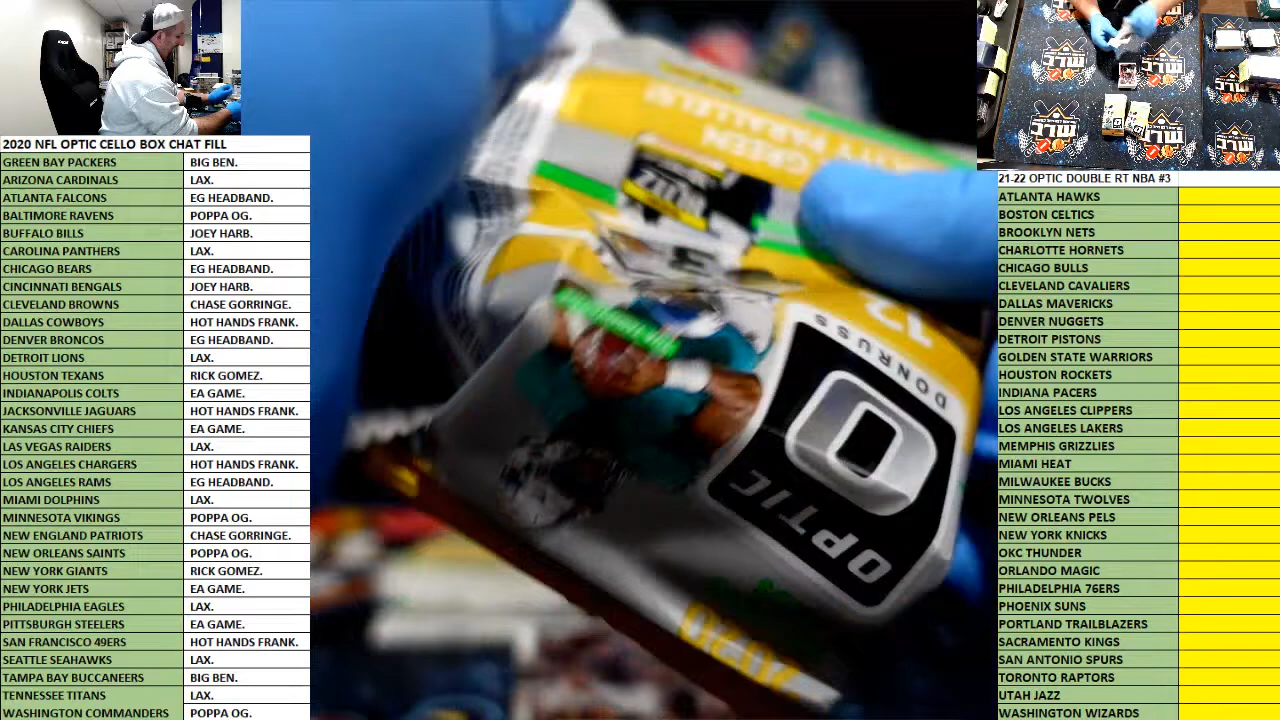 2020 NFL OPTIC CELLO BOX CHAT FILL
GREEN BAY PACKERS BIG BEN.
ARIZONA CARDINALS LAX.
ATLANTA FALCONS EG HEADBAND.
BALTIMORE RAVENS POPPA OG.
BUFFALO BILLS JOEY HARB.
CAROLINA PANTHERS LAX.
CHICAGO BEARS EG HEADBAND.
CINCINNATI BENGALS JOEY HARB.
CLEVELAND BROWNS CHASE GORRINGE.
DALLAS COWBOYS HOT HANDS FRANK.
DENVER BRONCOS EG HEADBAND.
DETROIT LIONS LAX.
HOUSTON TEXANS RICK GOMEZ.
INDIANAPOLIS COLTS EA GAME.
JACKSONVILLE JAGUARS HOT HANDS FRANK.
KANSAS CITY CHIEFS EA GAME.
LAS VEGAS RAIDERS LAX.
LOS ANGELES CHARGERS HOT HANDS FRANK.
LOS ANGELES RAMS EG HEADBAND.
MIAMI DOLPHINS LAX.
MINNESOTA VIKINGS POPPA OG.
NEW ENGLAND PATRIOTS CHASE GORRINGE.
NEW ORLEANS SAINTS POPPA OG.
NEW YORK GIANTS RICK GOMEZ.
NEW YORK JETS EA GAME.
PHILADELPHIA EAGLES LAX.
PITTSBURGH STEELERS EA GAME.
SAN FRANCISCO 49ERS HOT HANDS FRANK.
SEATTLE SEAHAWKS LAX.
TAMPA BAY BUCCANEERS BIG BEN.
TENNESSEE TITANS LAX.
WASHINGTON COMMANDERS POPPA OG.
GREEN
12
DONRUSS
OPTIC
2020
MLC
MLC
MLC
MLC
21-22 OPTIC DOUBLE RT NBA #3
ATLANTA HAWKS
BOSTON CELTICS
BROOKLYN NETS
CHARLOTTE HORNETS
CHICAGO BULLS
CLEVELAND CAVALIERS
DALLAS MAVERICKS
DENVER NUGGETS
DETROIT PISTONS
GOLDEN STATE WARRIORS
HOUSTON ROCKETS
INDIANA PACERS
LOS ANGELES CLIPPERS
LOS ANGELES LAKERS
MEMPHIS GRIZZLIES
MIAMI HEAT
MILWAUKEE BUCKS
MINNESOTA TWOLVES
NEW ORLEANS PELS
NEW YORK KNICKS
OKC THUNDER
ORLANDO MAGIC
PHILADELPHIA 76ERS
PHOENIX SUNS
PORTLAND TRAILBLAZERS
SACRAMENTO KINGS
SAN ANTONIO SPURS
TORONTO RAPTORS
UTAH JAZZ
WASHINGTON WIZARDS